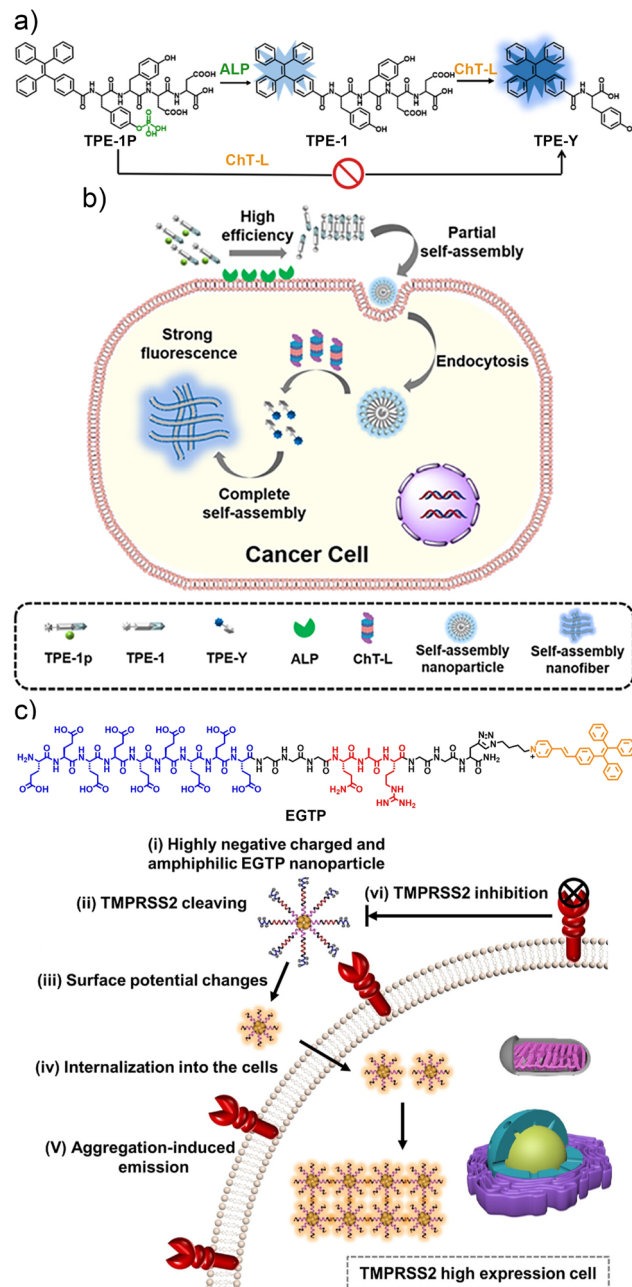 a)
ALP
ChT-L
TPE-1P
TPE-1
TPE-Y
ChT-L
b)
High
efficiency
Partial
self-assembly
Strong
fluorescence
Endocytosis
Complete
self-assembly
Cancer Cell
TPE-1p
TPE-1
TPE-Y
ALP
ChT-L
Self-assembly
nanoparticle
Self-assembly
nanofiber
c)
EGTP
(i) Highly negative charged and
amphiphilic EGTP nanoparticle
(ii) TMPRSS2 cleaving
(vi) TMPRSS2 inhibition
(iii) Surface potential changes
(iv) Internalization into the cells
(V) Aggregation-induced
emission
TMPRSS2 high expression cell